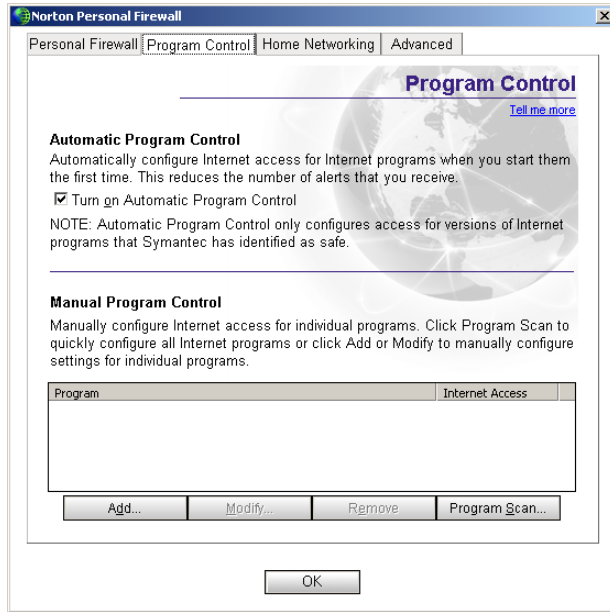 Norton Personal Firewall
Personal Firewall Program Control Home Networking Advanced
Program Control
Tell me more
Automatic Program Control
Automatically configure Internet access for Internet programs when you start them
the first time. This reduces the number of alerts that you receive.
Turn on Automatic Program Control
NOTE: Automatic Program Control only configures access for versions of Internet
programs that Symantec has identified as safe.
Manual Program Control
Manually configure Internet access for individual programs. Click Program Scan to
quickly configure all Internet programs or click Add or Modify to manually configure
settings for individual programs.
Program Internet Access
Add... Modify... Remove Program Scan...
OK